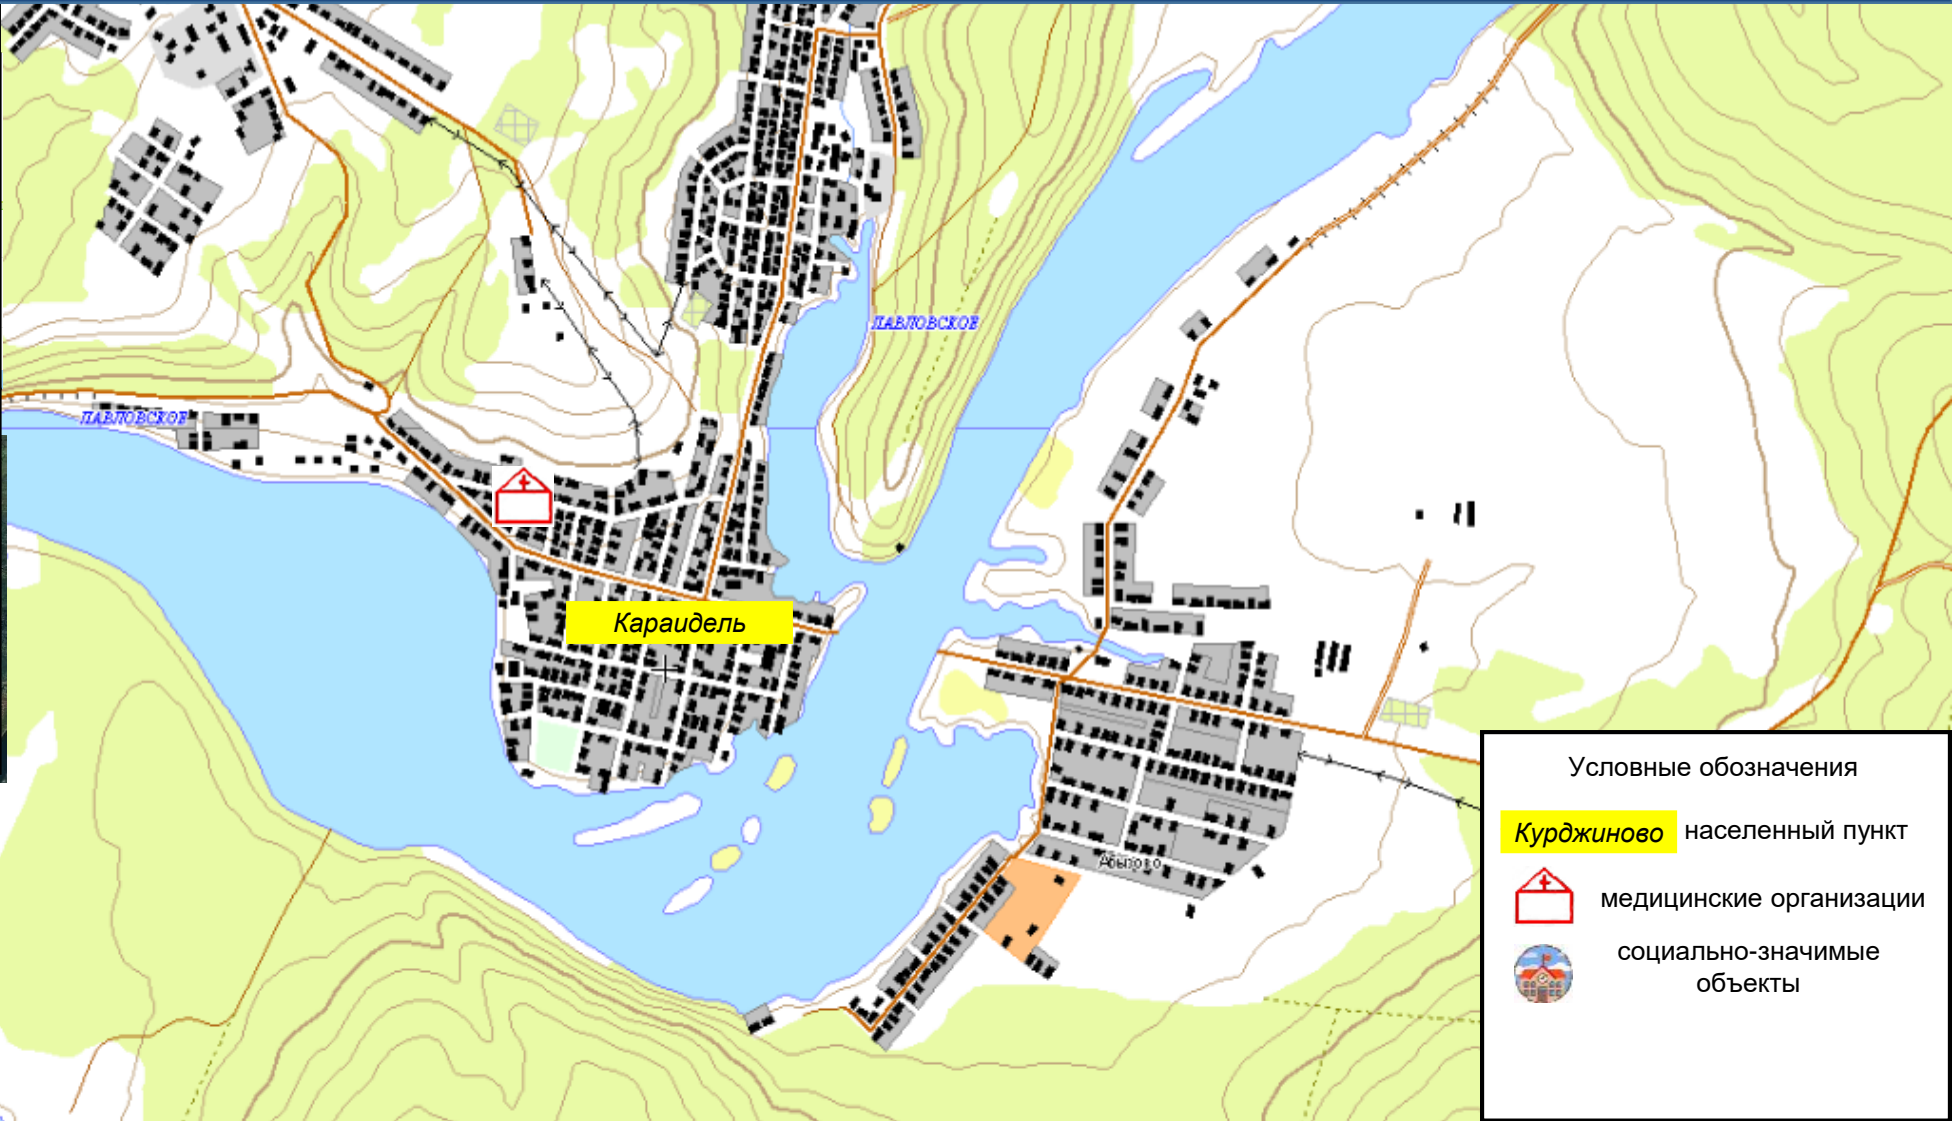 ПАВЛОВСКОЕ
ПАВЛОВСКОЕ
Караидель
Абызово
Условные обозначения
Курджиново населенный пункт
медицинские организации
социально-значимые
объекты